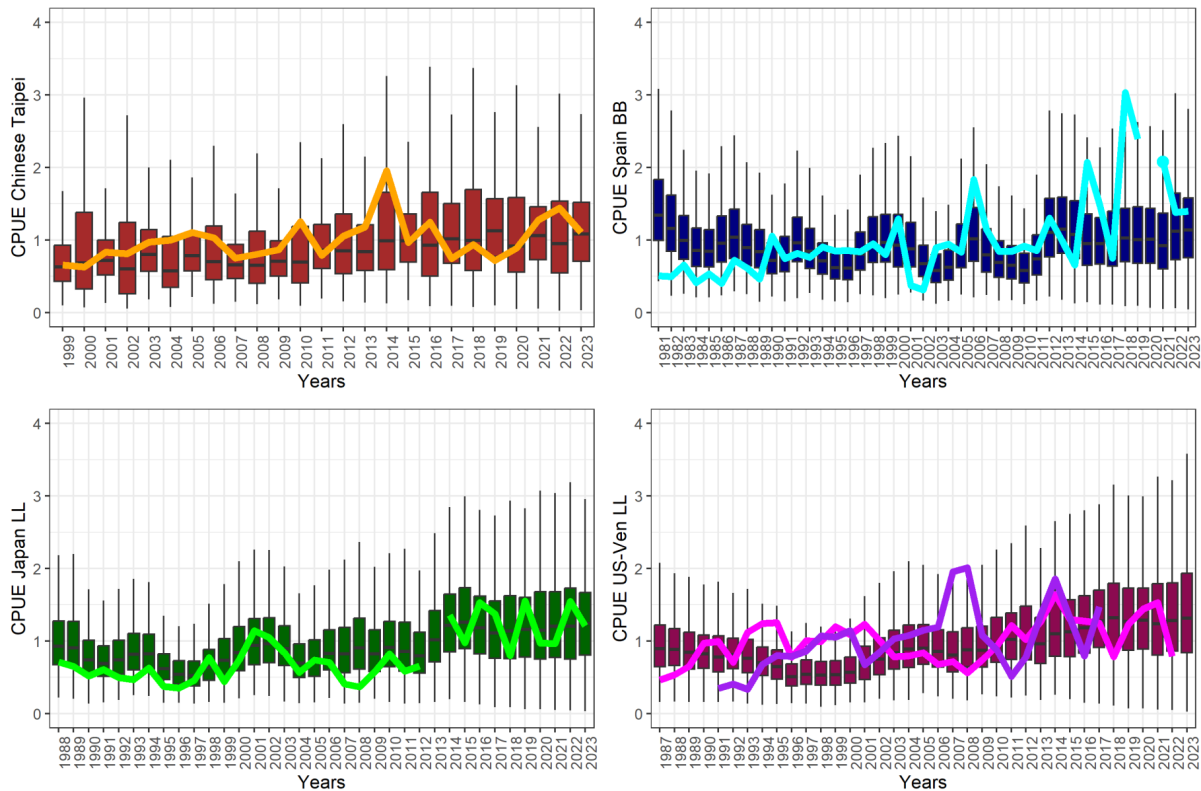 CPUE Chinese Taipei
4
3
2
1
0
1999 2000 2001 2002 2003 2004 2005 2006 2007 2008 2009 2010 2011 2012 2013 2014 2015 2016 2017 2018 2019 2020 2021 2022 2023
Years
CPUE Spain BB
4
3
2
1
0
1981 1982 1983 1984 1985 1986 1987 1988 1989 1990 1991 1992 1993 1994 1995 1996 1997 1998 1999 2000 2001 2002 2003 2004 2005 2006 2007 2008 2009 2010 2011 2012 2013 2014 2015 2016 2017 2018 2019 2020 2021 2022 2023
Years
CPUE Japan LL
4
3
2
1
0
1988 1989 1990 1991 1992 1993 1994 1995 1996 1997 1998 1999 2000 2001 2002 2003 2004 2005 2006 2007 2008 2009 2010 2011 2012 2013 2014 2015 2016 2017 2018 2019 2020 2021 2022 2023
Years
CPUE US-Ven LL
4
3
2
1
0
1987 1988 1989 1990 1991 1992 1993 1994 1995 1996 1997 1998 1999 2000 2001 2002 2003 2004 2005 2006 2007 2008 2009 2010 2011 2012 2013 2014 2015 2016 2017 2018 2019 2020 2021 2022 2023
Years